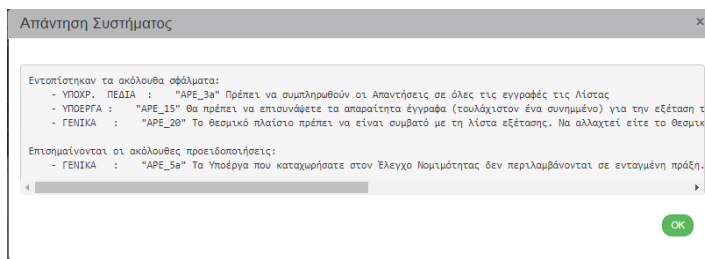 Απάντηση Συστήματος
×
Εντοπίστηκαν τα ακόλουθα σφάλματα:
- ΥΠΟΧΡ. ΠΕΔΙΑ : "APE_3a" Πρέπει να συμπληρωθούν οι Απαντήσεις σε όλες τις εγγραφές τις Λίστας
- ΥΠΟΕΡΓΑ : "APE_15" Θα πρέπει να επισυνάψετε τα απαραίτητα έγγραφα (τουλάχιστον ένα συνημμένο) για την εξέταση τ
- ΓΕΝΙΚΑ : "APE_20" Το θεσμικό πλαίσιο πρέπει να είναι συμβατό με τη λίστα εξέτασης. Να αλλαχτεί είτε το Θεσμικ
Επισημαίνονται οι ακόλουθες προειδοποιήσεις:
- ΓΕΝΙΚΑ : "APE_5a" Τα Υποέργα που καταχωρήσατε στον Έλεγχο Νομιμότητας δεν περιλαμβάνονται σε ενταγμένη πράξη.
OK